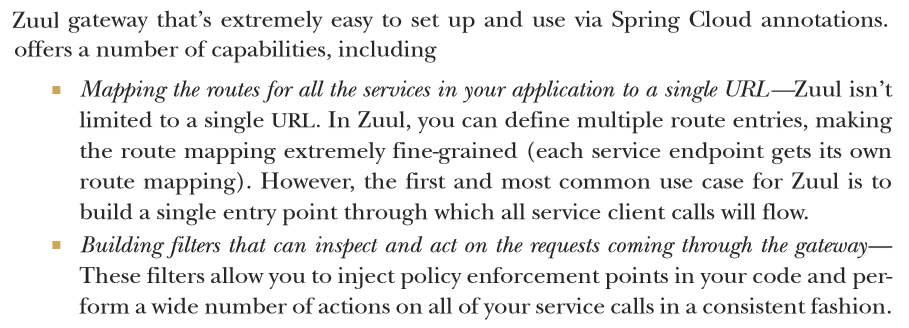 Zuul gateway that’s extremely easy to set up and use via Spring Cloud annotations.
offers a number of capabilities, including
■ Mapping the routes for all the services in your application to a single URL—Zuul isn’t
limited to a single URL. In Zuul, you can define multiple route entries, making
the route mapping extremely fine-grained (each service endpoint gets its own
route mapping). However, the first and most common use case for Zuul is to
build a single entry point through which all service client calls will flow.
■ Building filters that can inspect and act on the requests coming through the gateway—
These filters allow you to inject policy enforcement points in your code and per-
form a wide number of actions on all of your service calls in a consistent fashion.